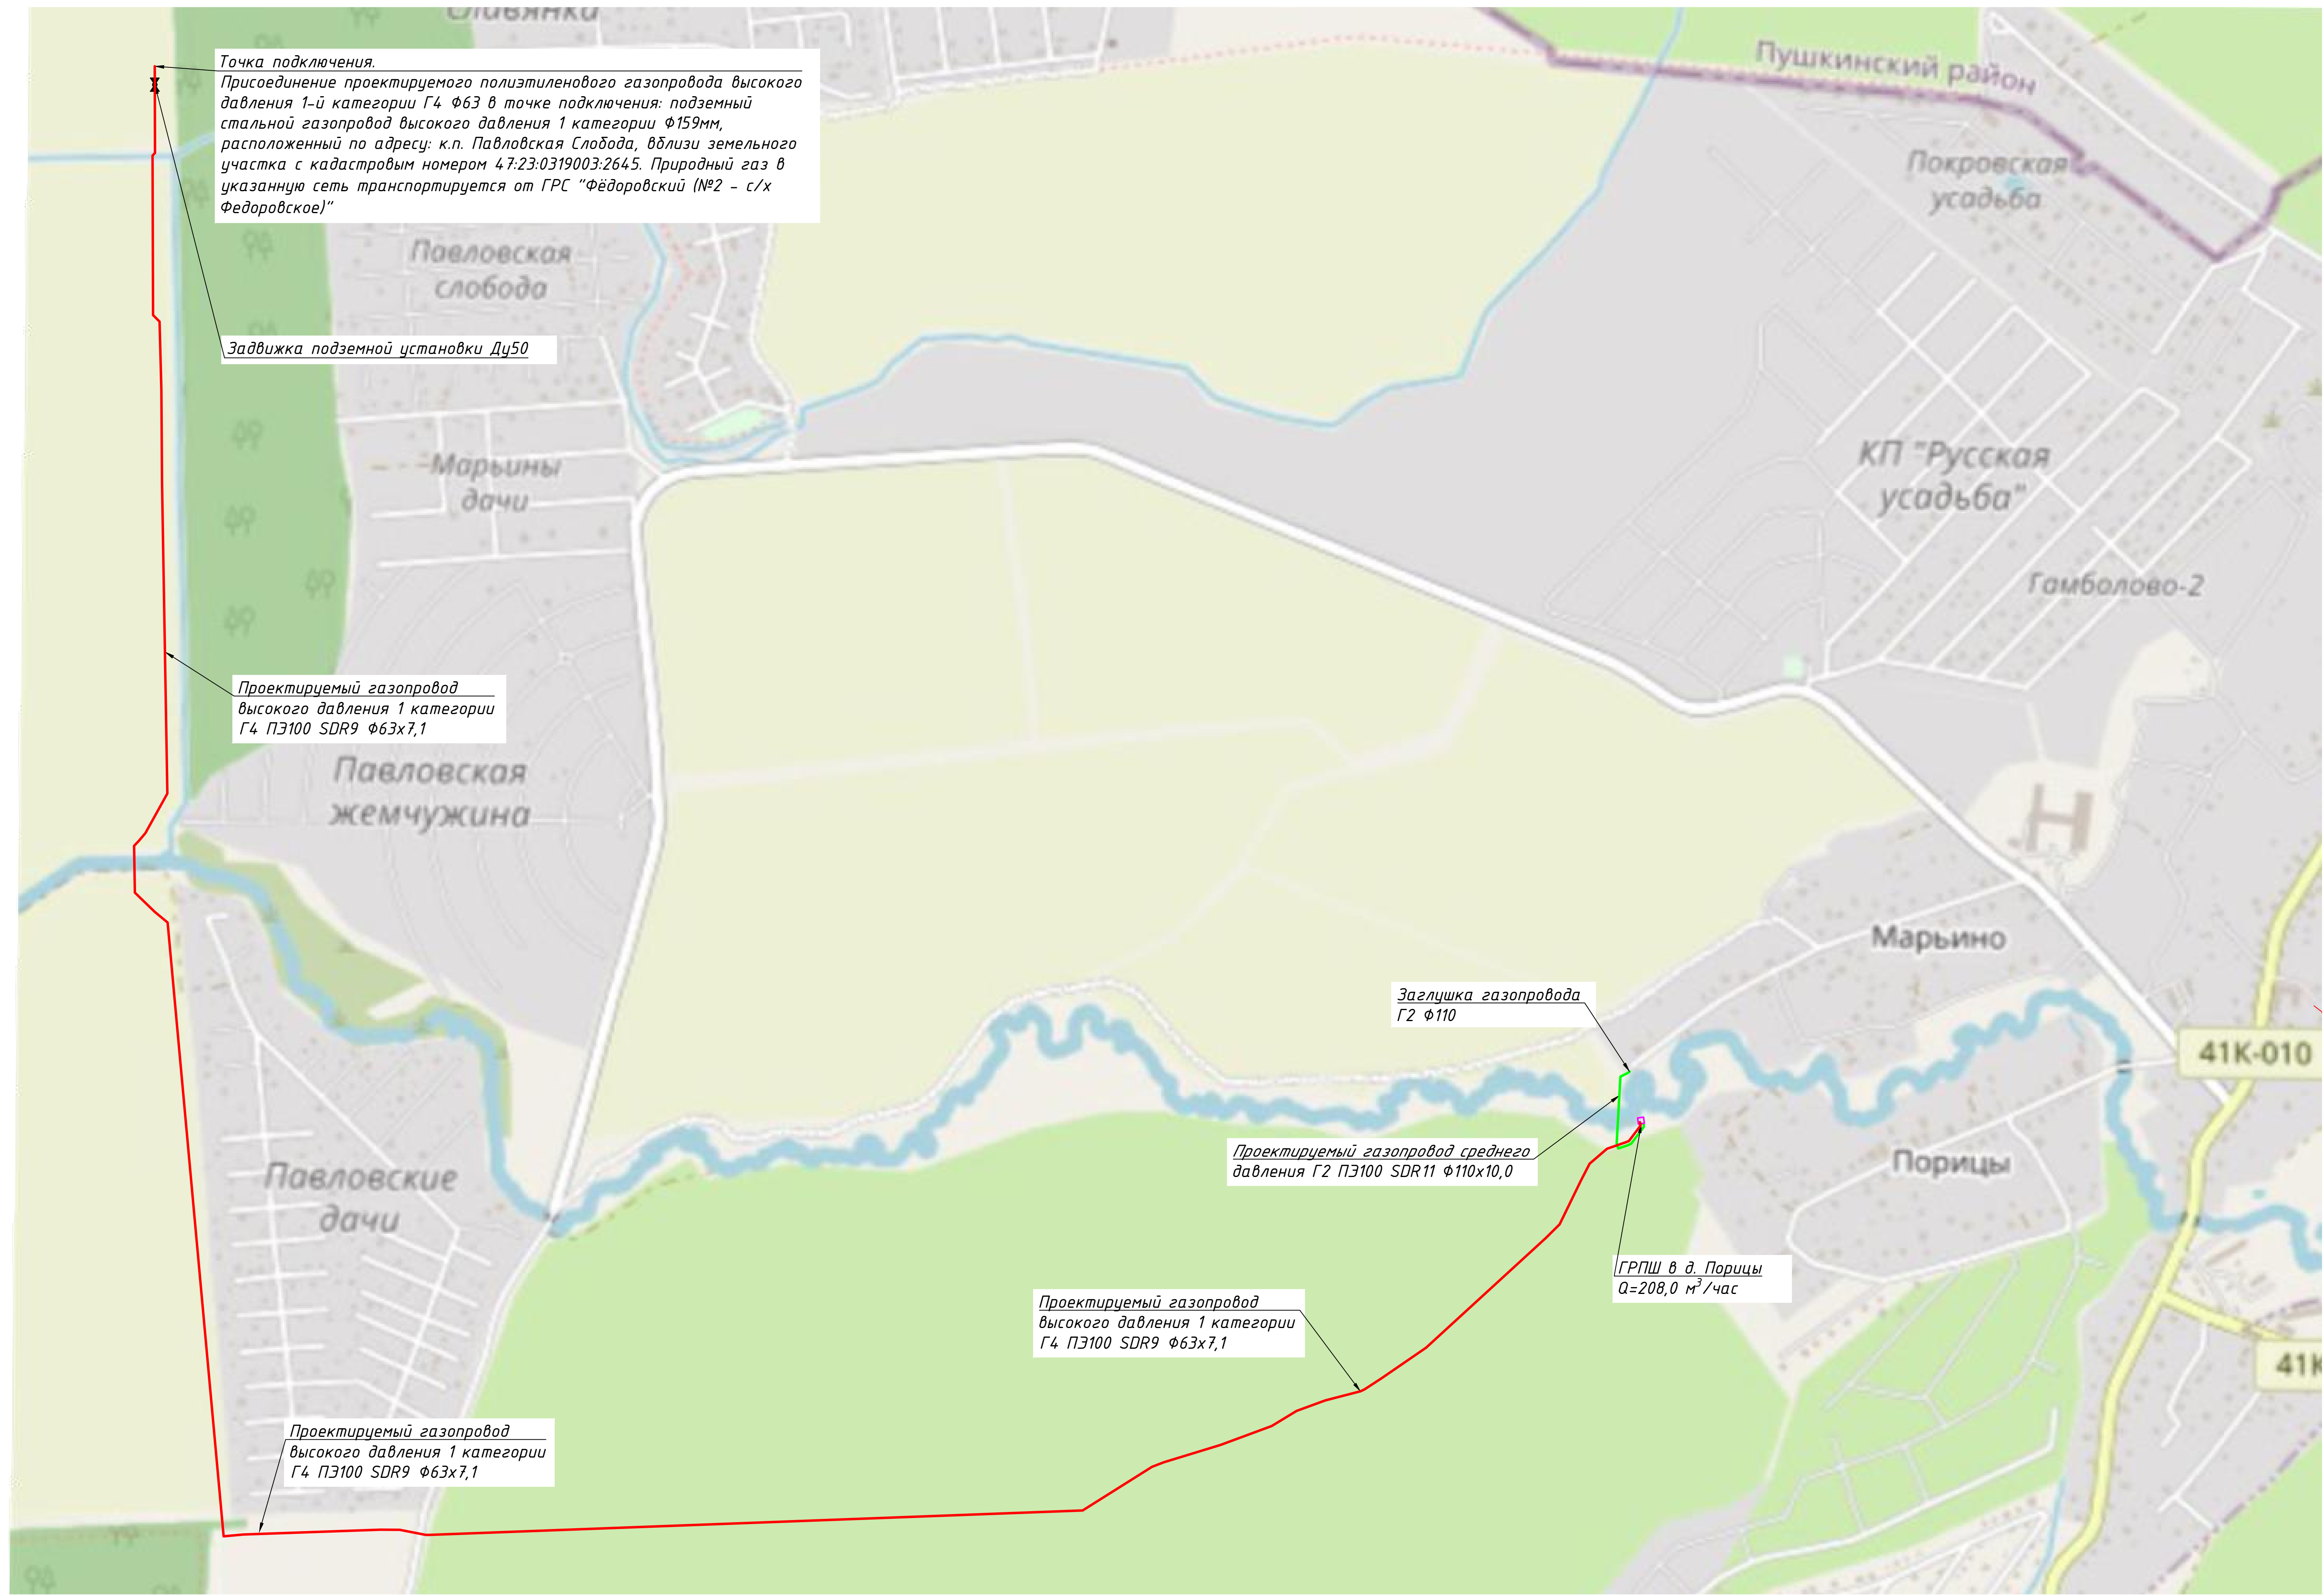 Славянка
Пушкинский район
Точка подключения.
Присоединение проектируемого полиэтиленового газопровода высокого
давления 1-й категории Г4 Ф63 в точке подключения: подземный
стальной газопровод высокого давления 1 категории Ф159мм,
расположенный по адресу: к.п. Павловская Слобода, вблизи земельного
участка с кадастровым номером 47:23:0319003:2645. Природный газ в
указанную сеть транспортируется от ГРС "Фёдоровский (№2 - с/х
Федоровское)"
Покровская
усадьба
Павловская
слобода
Задвижка подземной установки Ду50
Марьины
дачи
КП "Русская
усадьба"
Гамболово-2
Проектируемый газопровод
высокого давления 1 категории
Г4 ПЭ100 SDR9 Ф63х7,1
Павловская
жемчужина
Марьино
Заглушка газопровода
Г2 Ф110
41К-010
Проектируемый газопровод среднего
давления Г2 ПЭ100 SDR11 Ф110х10,0
Порицы
Павловские
дачи
ГРПШ в д. Порицы
Q=208,0 м³/час
Проектируемый газопровод
высокого давления 1 категории
Г4 ПЭ100 SDR9 Ф63х7,1
41К
Проектируемый газопровод
высокого давления 1 категории
Г4 ПЭ100 SDR9 Ф63х7,1